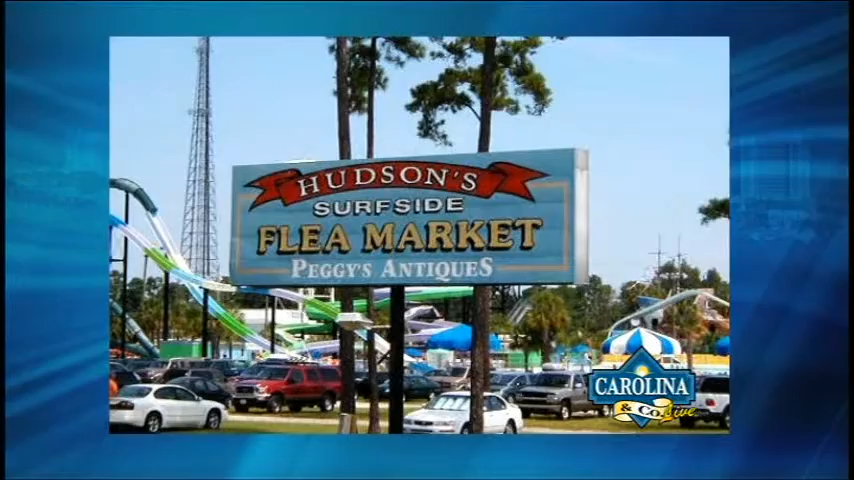 HUDSON'S
SURFSIDE
FLEA MARKET
PEGGY'S ANTIQUES
CAROLINA
& Co. Live